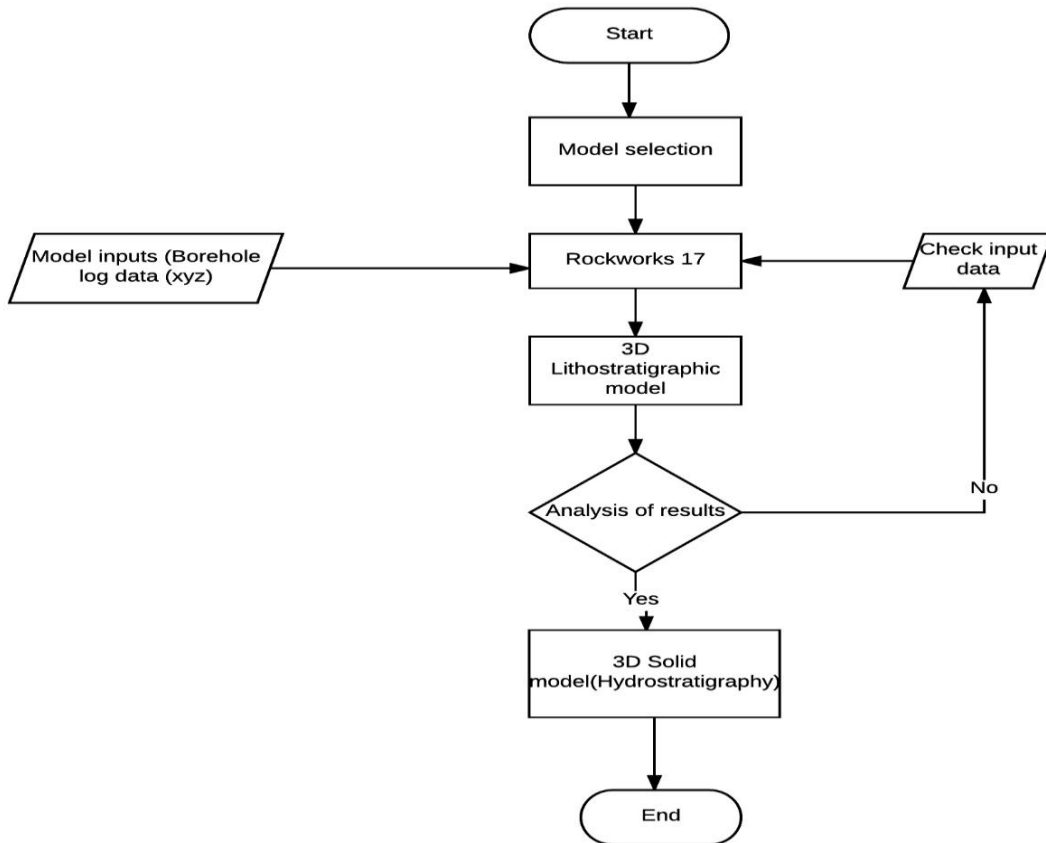 Start
Model selection
Model inputs (Borehole
log data (xyz)
Rockworks 17
Check input
data
3D
Lithostratigraphic
model
Analysis of results
No
Yes
3D Solid
model(Hydrostratigraphy)
End